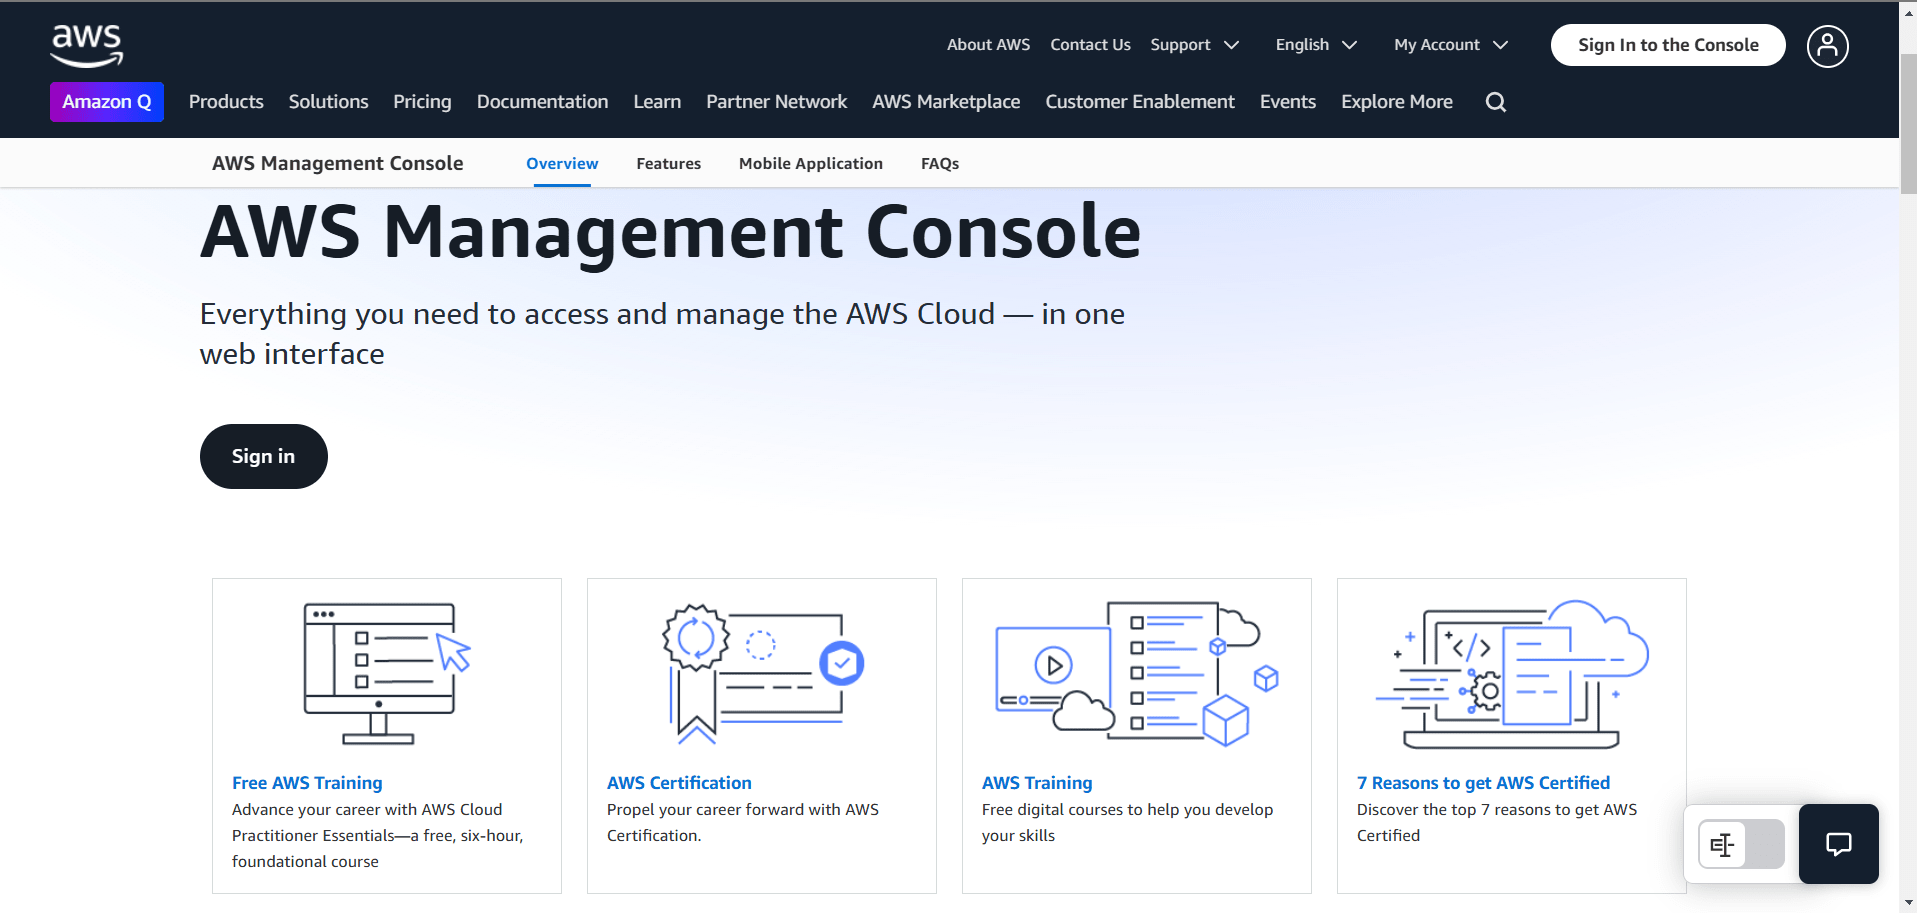 aws
About AWS Contact Us Support English My Account Sign In to the Console
Amazon Q Products Solutions Pricing Documentation Learn Partner Network AWS Marketplace Customer Enablement Events Explore More
AWS Management Console Overview Features Mobile Application FAQs
AWS Management Console
Everything you need to access and manage the AWS Cloud — in one
web interface
Sign in
Free AWS Training
Advance your career with AWS Cloud
Practitioner Essentials—a free, six-hour,
foundational course
AWS Certification
Propel your career forward with AWS
Certification.
AWS Training
Free digital courses to help you develop
your skills
7 Reasons to get AWS Certified
Discover the top 7 reasons to get AWS
Certified